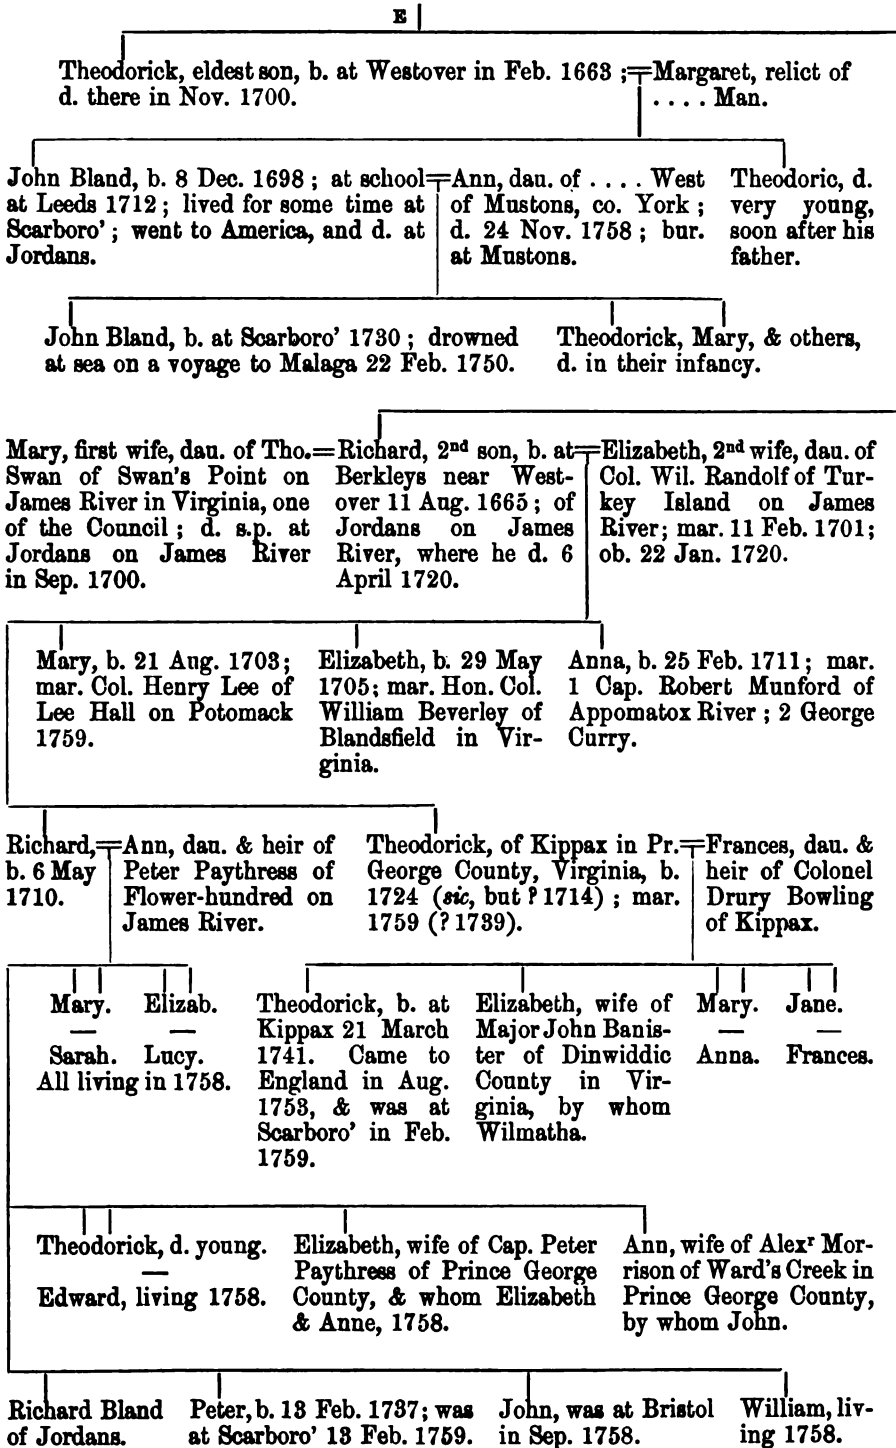 E
Theodorick, eldest son, b. at Westover in Feb. 1663 ;
d. there in Nov. 1700.
Margaret, relict of
. . . . Man.
John Bland, b. 8 Dec. 1698 ; at school
at Leeds 1712 ; lived for some time at
Scarboro’ ; went to America, and d. at
Jordans.
Ann, dau. of . . . . West
of Mustons, co. York ;
d. 24 Nov. 1758 ; bur.
at Mustons.
Theodoric, d.
very young,
soon after his
father.
John Bland, b. at Scarboro’ 1730 ; drowned
at sea on a voyage to Malaga 22 Feb. 1750.
Theodorick, Mary, & others,
d. in their infancy.
Mary, first wife, dau. of Tho.
Swan of Swan’s Point on
James River in Virginia, one
of the Council ; d. s.p. at
Jordans on James River
in Sep. 1700.
Richard, 2nd son, b. at
Berkleys near West-
over 11 Aug. 1665 ; of
Jordans on James
River, where he d. 6
April 1720.
Elizabeth, 2nd wife, dau. of
Col. Wil. Randolf of Tur-
key Island on James
River; mar. 11 Feb. 1701;
ob. 22 Jan. 1720.
Mary, b. 21 Aug. 1703;
mar. Col. Henry Lee of
Lee Hall on Potomack
1759.
Elizabeth, b. 29 May
1705; mar. Hon. Col.
William Beverley of
Blandsfield in Vir-
ginia.
Anna, b. 25 Feb. 1711; mar.
1 Cap. Robert Munford of
Appomatox River ; 2 George
Curry.
Richard,
b. 6 May
1710.
Ann, dau. & heir of
Peter Paythress of
Flower-hundred on
James River.
Theodorick, of Kippax in Pr.
George County, Virginia, b.
1724 (sic, but ? 1714) ; mar.
1759 (? 1739).
Frances, dau. &
heir of Colonel
Drury Bowling
of Kippax.
Mary.
—
Sarah.
Elizab.
—
Lucy.
All living in 1758.
Theodorick, b. at
Kippax 21 March
1741. Came to
England in Aug.
1753, & was at
Scarboro’ in Feb.
1759.
Elizabeth, wife of
Major John Banis-
ter of Dinwiddic
County in Vir-
ginia, by whom
Wilmatha.
Mary.
—
Anna.
Jane.
—
Frances.
Theodorick, d. young.
—
Edward, living 1758.
Elizabeth, wife of Cap. Peter
Paythress of Prince George
County, & whom Elizabeth
& Anne, 1758.
Ann, wife of Alexr Mor-
rison of Ward’s Creek in
Prince George County,
by whom John.
Richard Bland
of Jordans.
Peter, b. 13 Feb. 1737; was
at Scarboro’ 13 Feb. 1759.
John, was at Bristol
in Sep. 1758.
William, liv-
ing 1758.